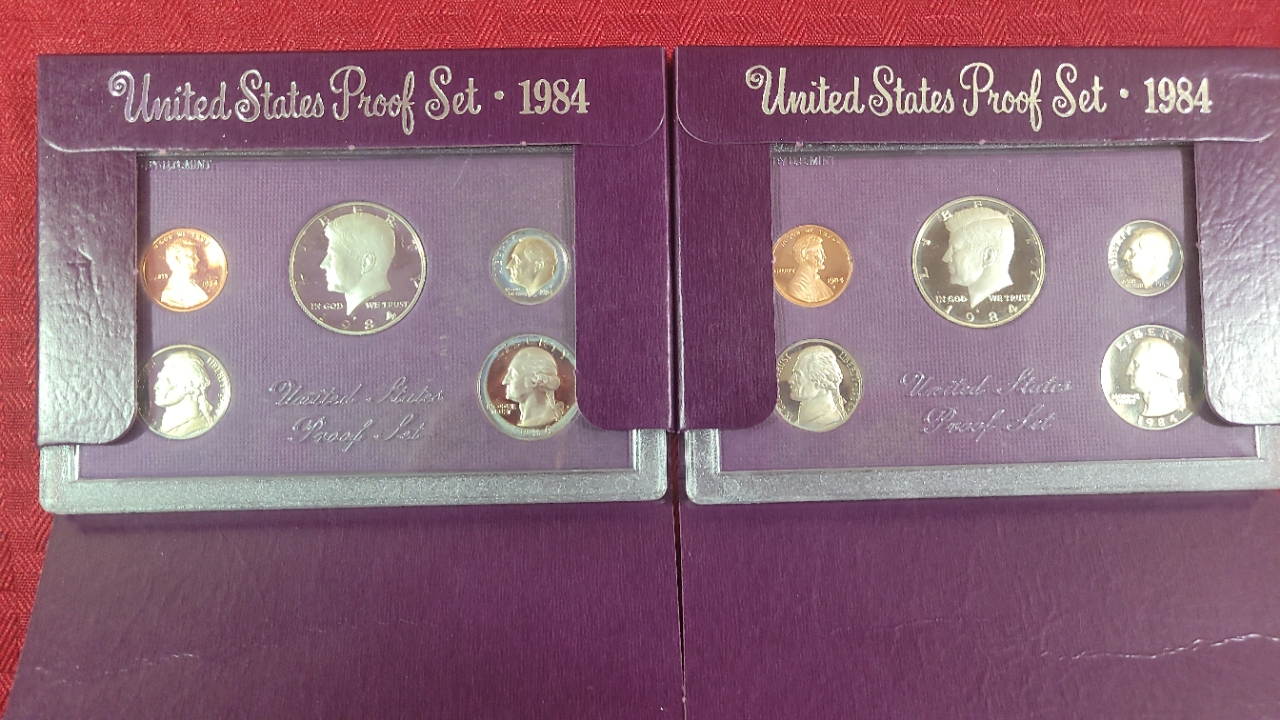 United States Proof Set · 1984
United States Proof Set · 1984
LIBERTY
IN GOD WE TRUST
1984
United States
Proof Set
LIBERTY
IN GOD WE TRUST
1984
LIBERTY
1984
United States
Proof Set